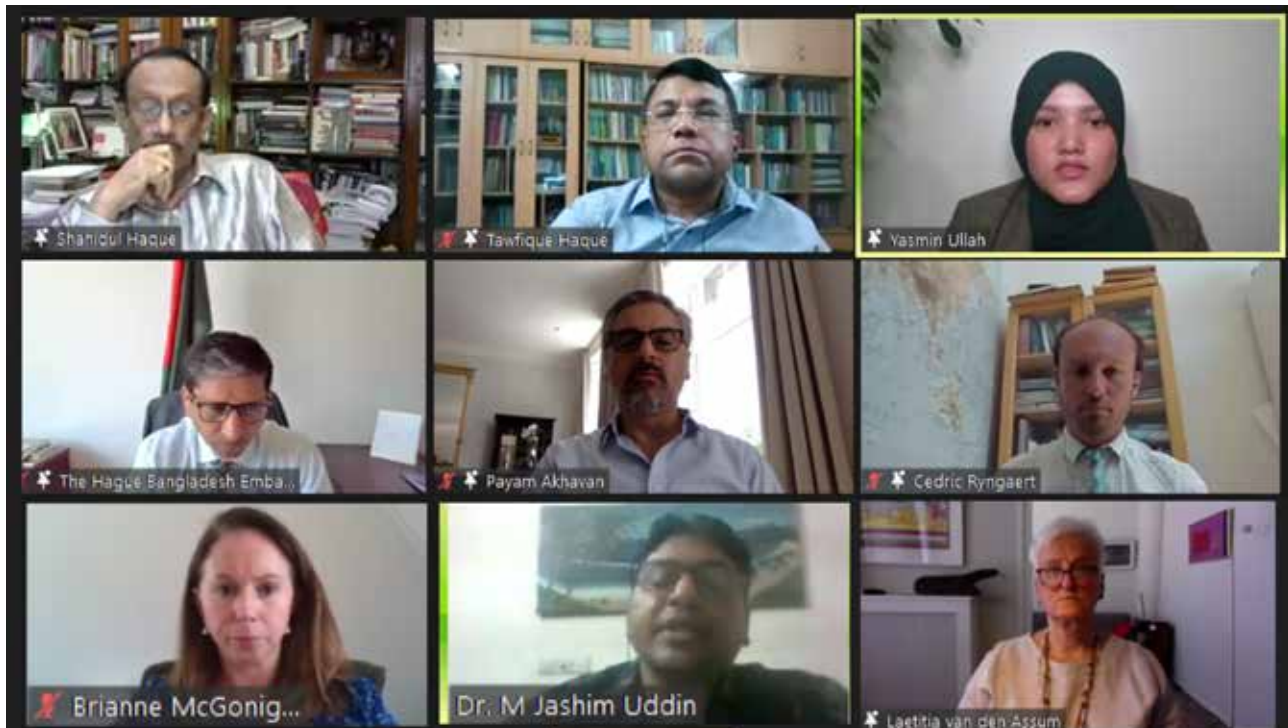 Shahidul Haque
Tawfique Haque
Yasmin Ullah
The Hague Bangladesh Emba...
Payam Akhavan
Cedric Ryngaert
Brianne McGonig...
Dr. M Jashim Uddin
Laetitia van den Assum